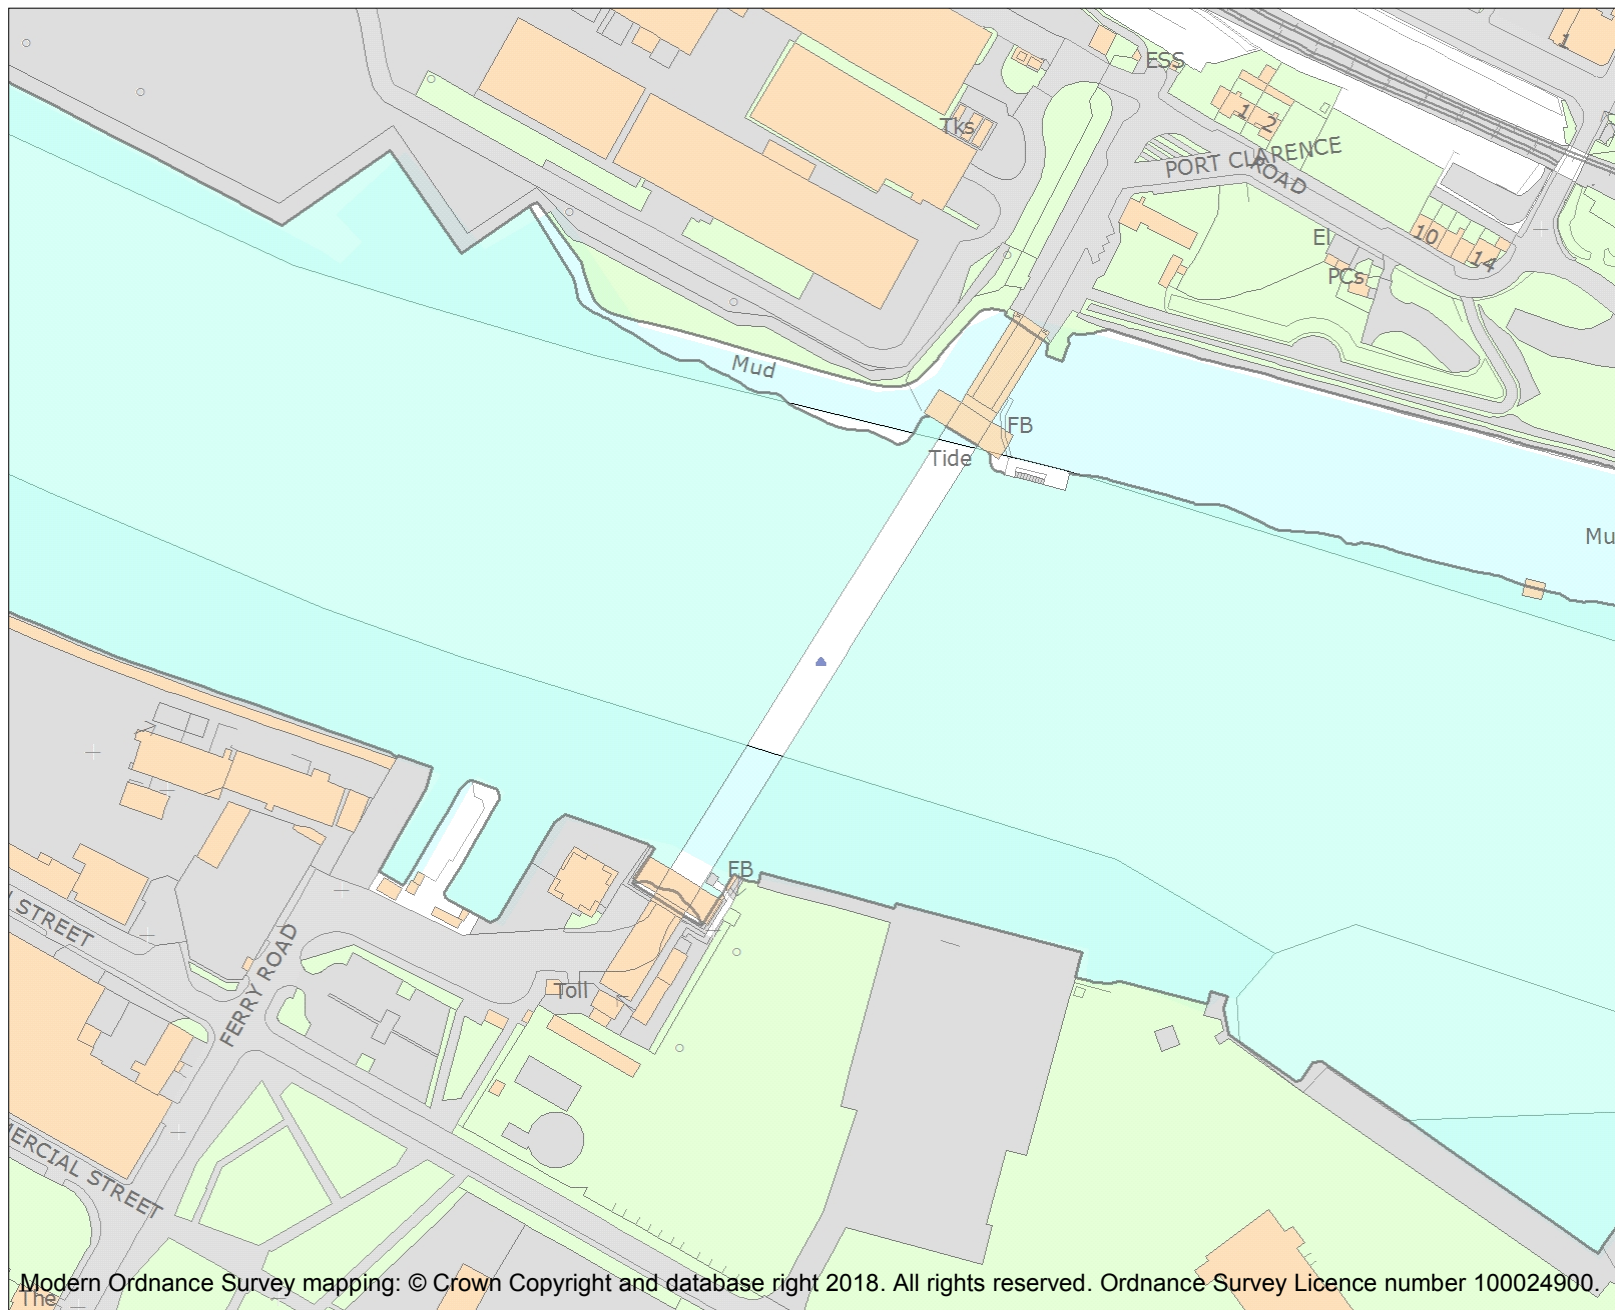 1
ESS
1
2
Tks
PORT CLARENCE
ROAD
El
10
14
PCs
Mud
FB
Tide
Mu
FB
STREET
FERRY ROAD
Toll
MERCIAL STREET
The
Modern Ordnance Survey mapping: © Crown Copyright and database right 2018. All rights reserved. Ordnance Survey Licence number 100024900.